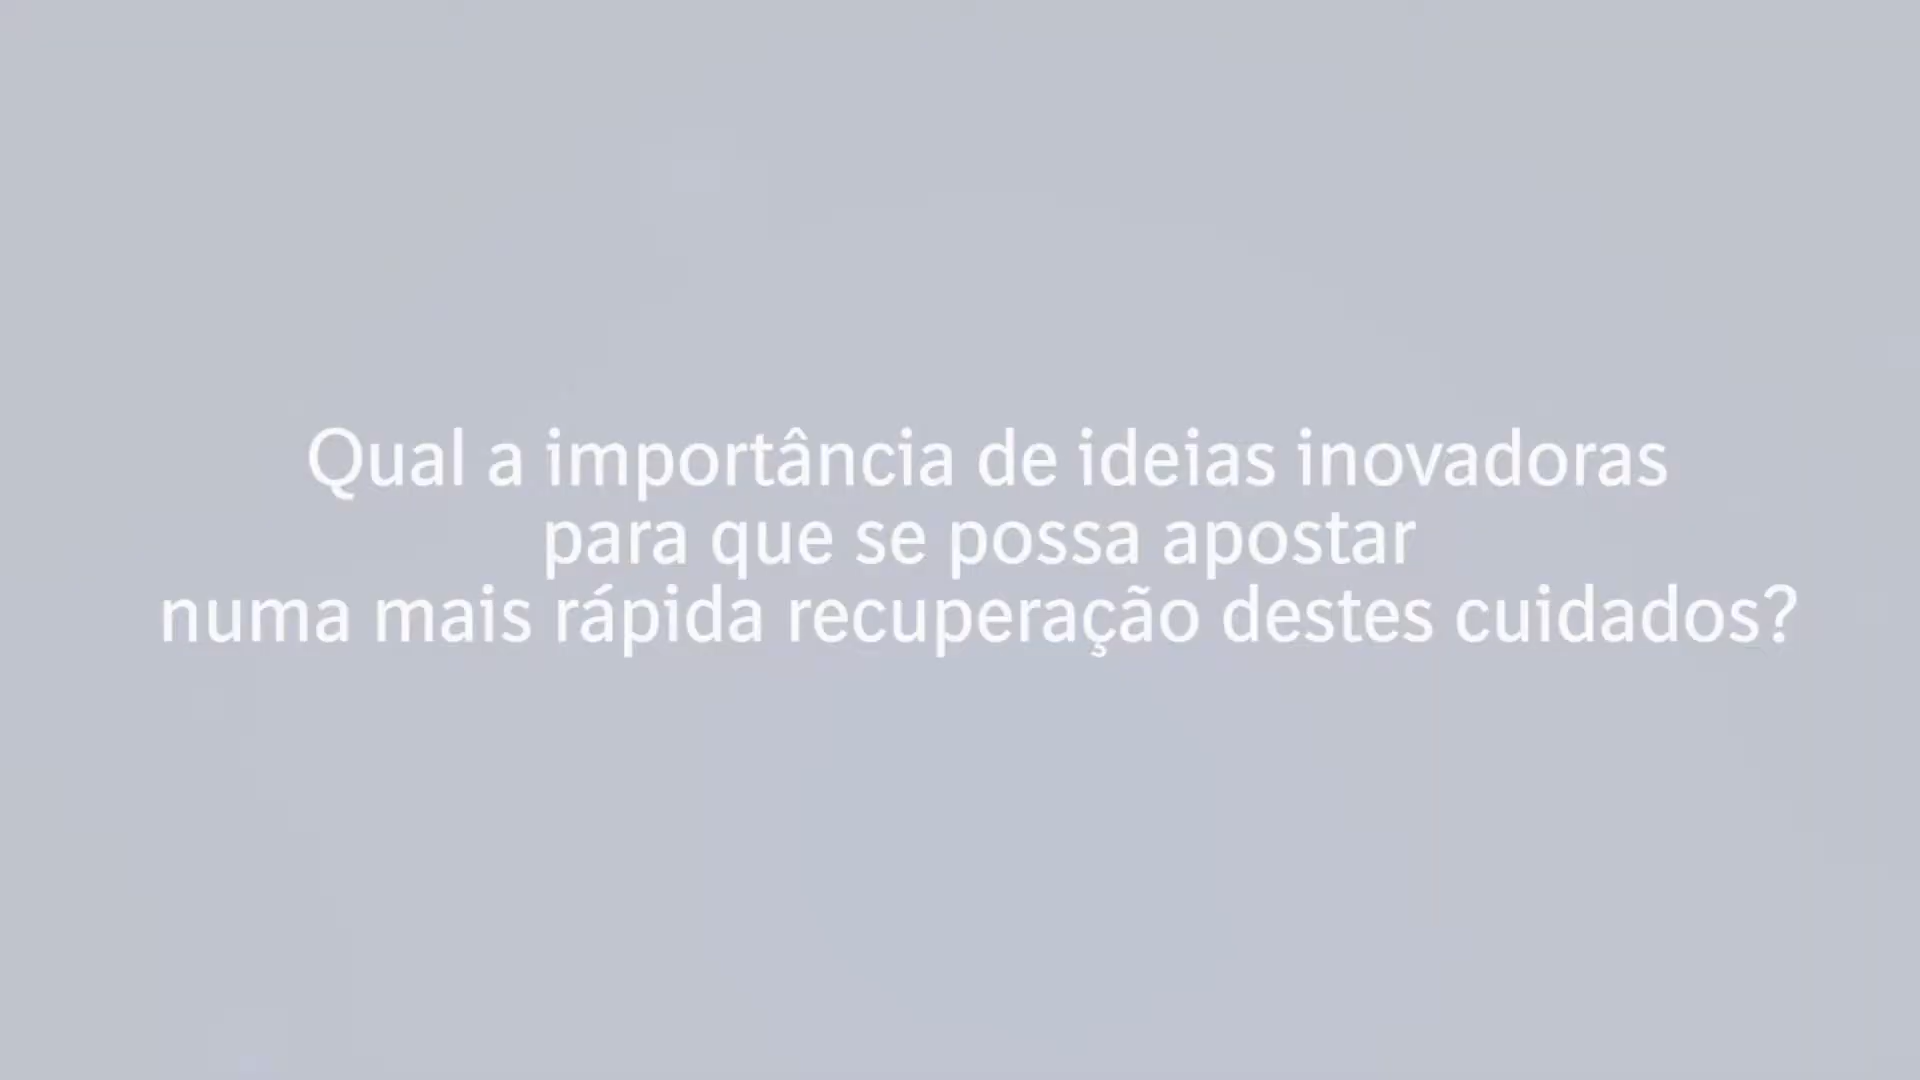 Qual a importância de ideias inovadoras
para que se possa apostar
numa mais rápida recuperação destes cuidados?